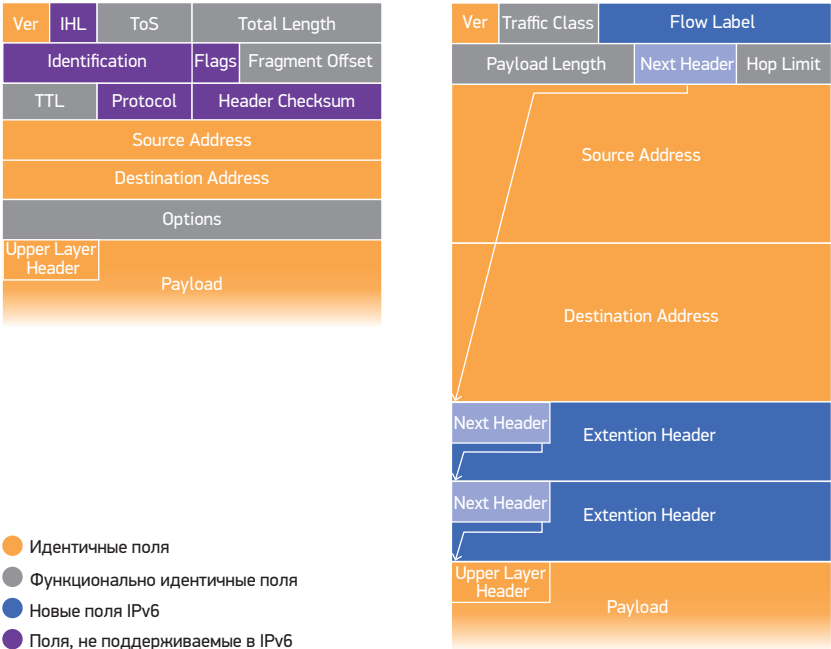 Ver IHL ToS Total Length
Identification Flags Fragment Offset
TTL Protocol Header Checksum
Source Address
Destination Address
Options
Upper Layer
Header
Payload
Ver Traffic Class Flow Label
Payload Length Next Header Hop Limit
Source Address
Destination Address
Next Header Extention Header
Next Header Extention Header
Upper Layer
Header
Payload
Идентичные поля
Функционально идентичные поля
Новые поля IPv6
Поля, не поддерживаемые в IPv6